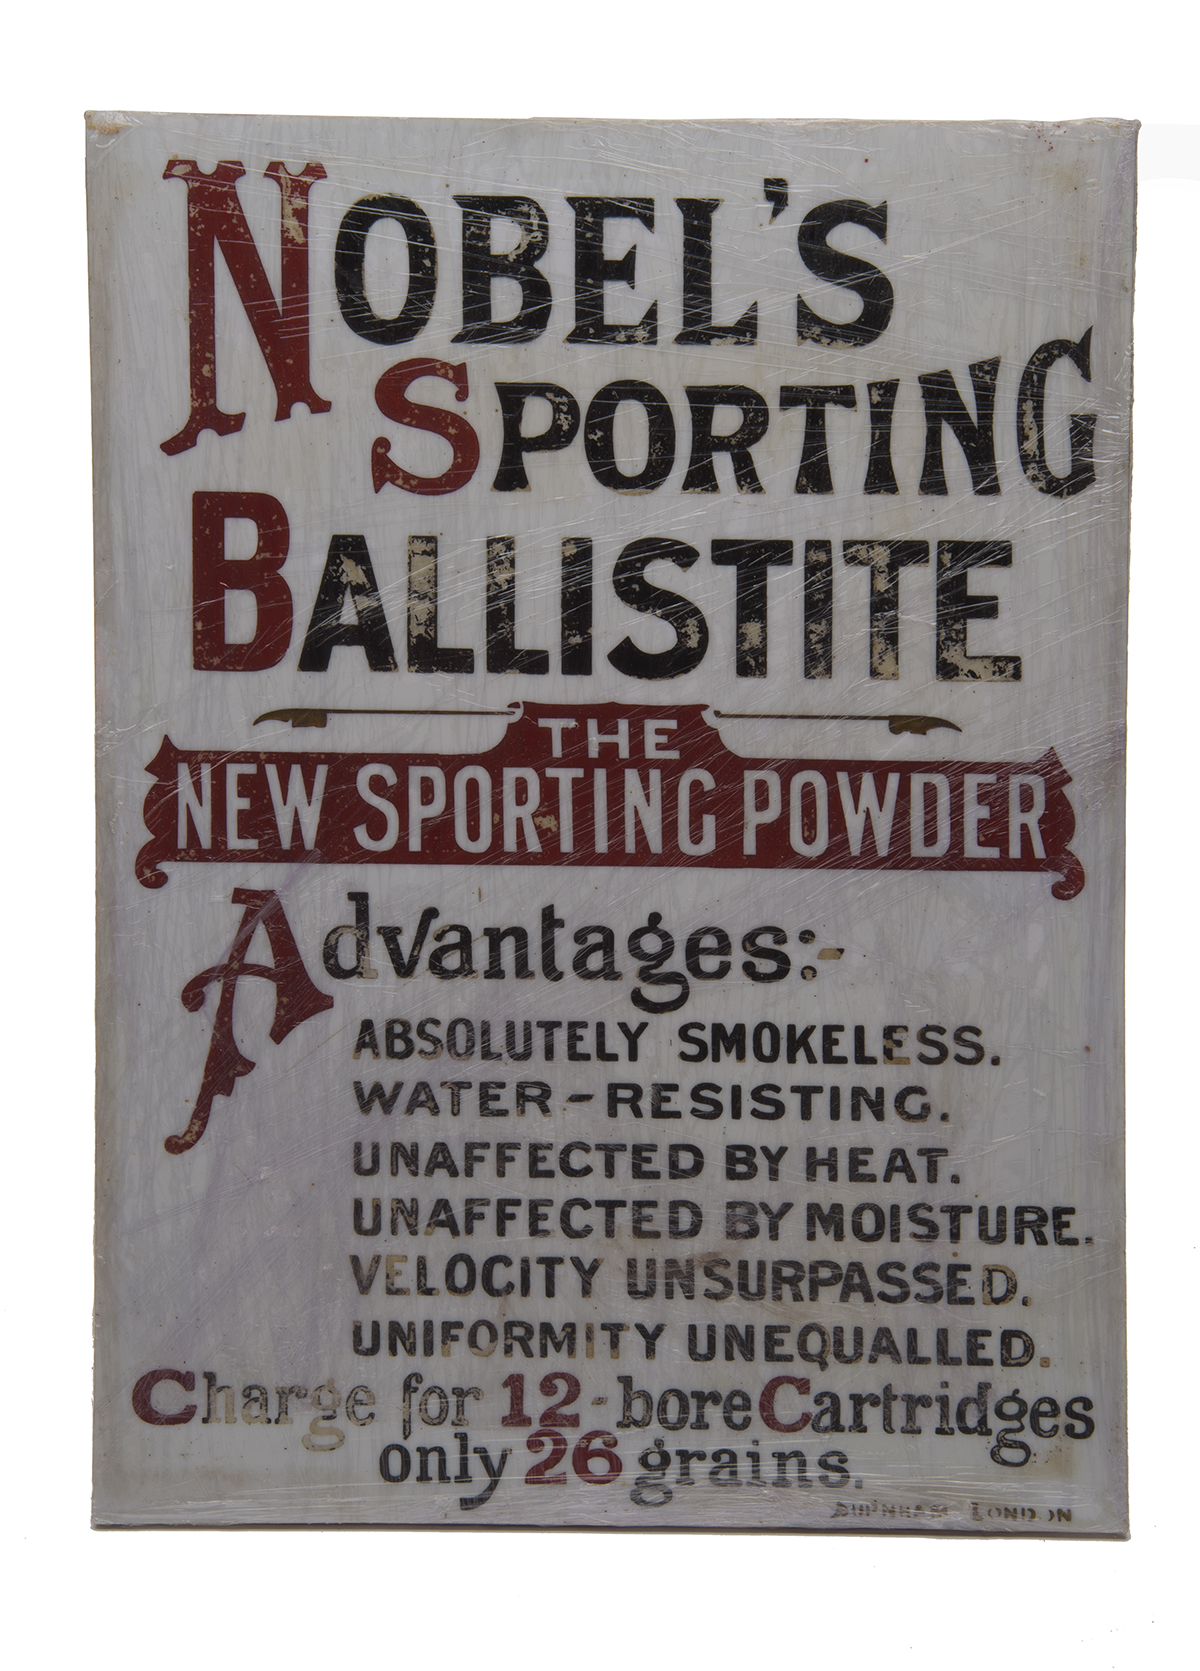 NOBEL'S
SPORTING
BALLISTITE
THE
NEW SPORTING POWDER
Advantages:-
ABSOLUTELY SMOKELESS.
WATER-RESISTING.
UNAFFECTED BY HEAT.
UNAFFECTED BY MOISTURE.
VELOCITY UNSURPASSED.
UNIFORMITY UNEQUALLED.
Charge for 12-bore Cartridges
only 26 grains.
LONDON